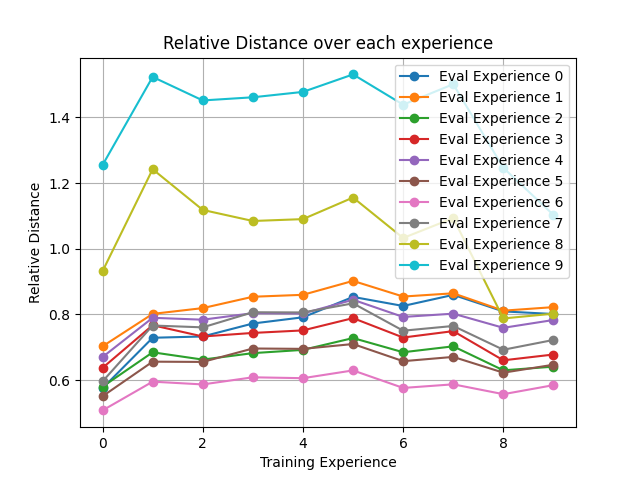 Relative Distance over each experience
Eval Experience 0
Eval Experience 1
Eval Experience 2
Eval Experience 3
Eval Experience 4
Eval Experience 5
Eval Experience 6
Eval Experience 7
Eval Experience 8
Eval Experience 9
Relative Distance
1.4
1.2
1.0
0.8
0.6
0 2 4 6 8
Training Experience